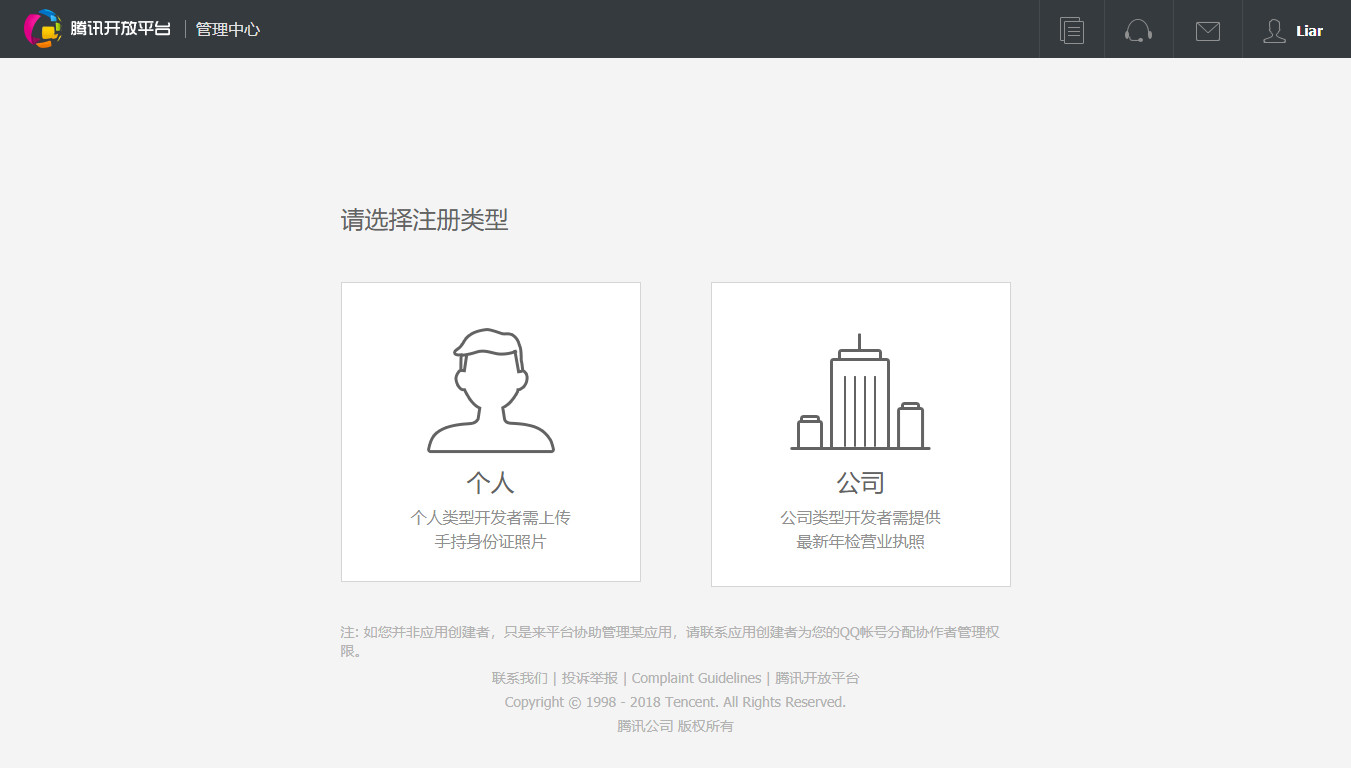 腾讯开放平台 | 管理中心 Liar
请选择注册类型
个人
个人类型开发者需上传
手持身份证照片
公司
公司类型开发者需提供
最新年检营业执照
注: 如您并非应用创建者，只是来平台协助管理某应用，请联系应用创建者为您的QQ帐号分配协作者管理权
限。
联系我们 | 投诉举报 | Complaint Guidelines | 腾讯开放平台
Copyright © 1998 - 2018 Tencent. All Rights Reserved.
腾讯公司 版权所有